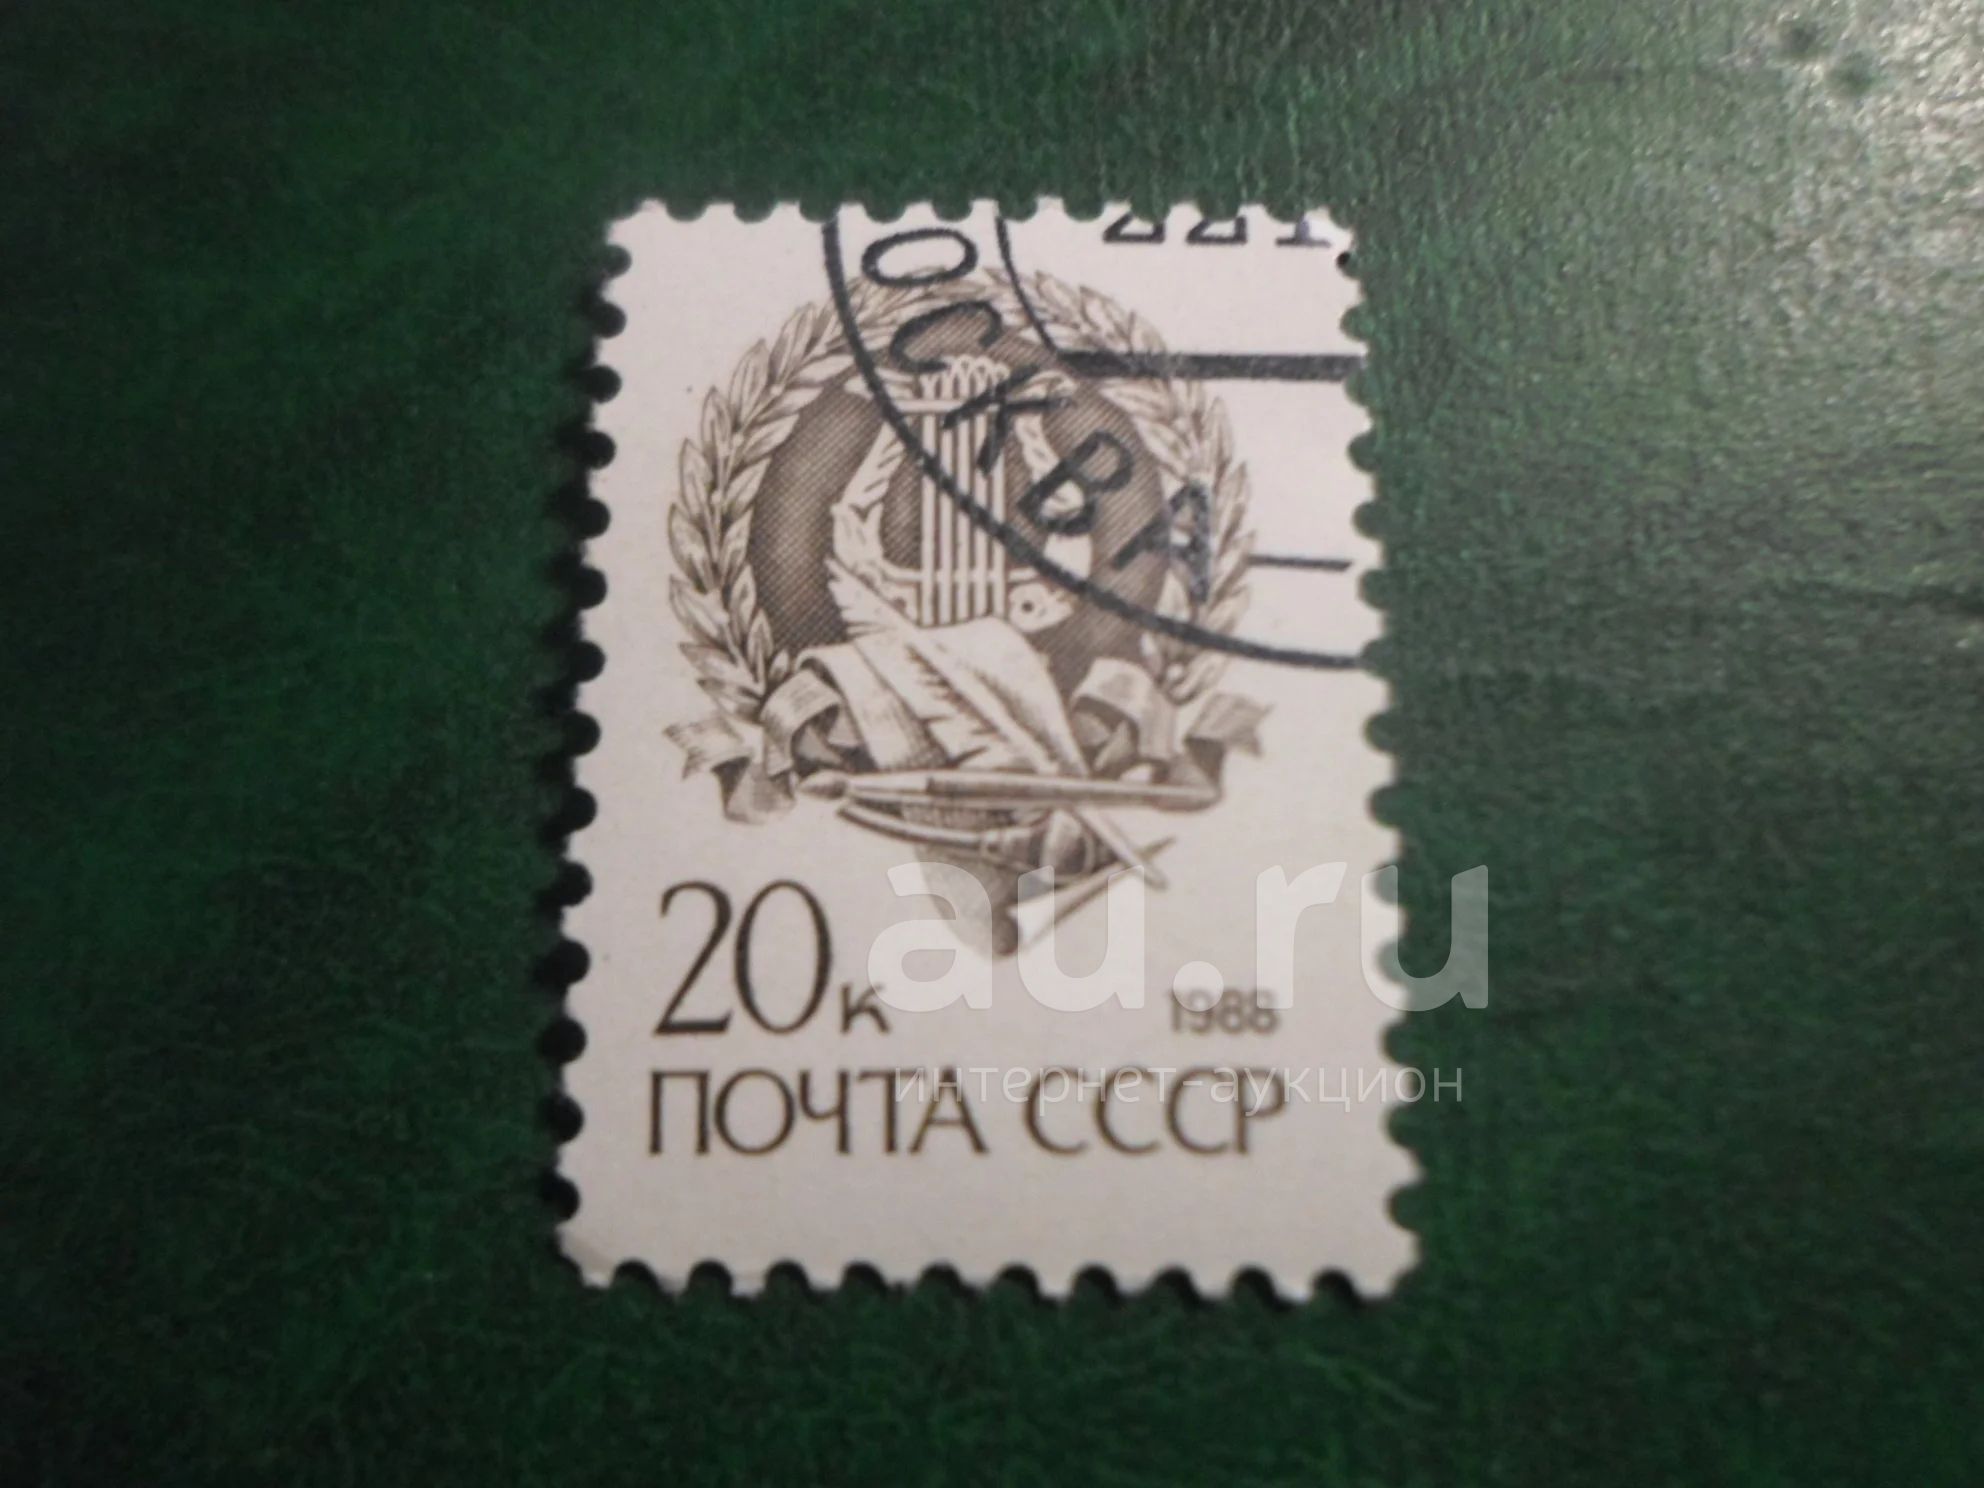 ОСКВА
20к
1988
ПОЧТА СССР
au.ru
интернет-аукцион